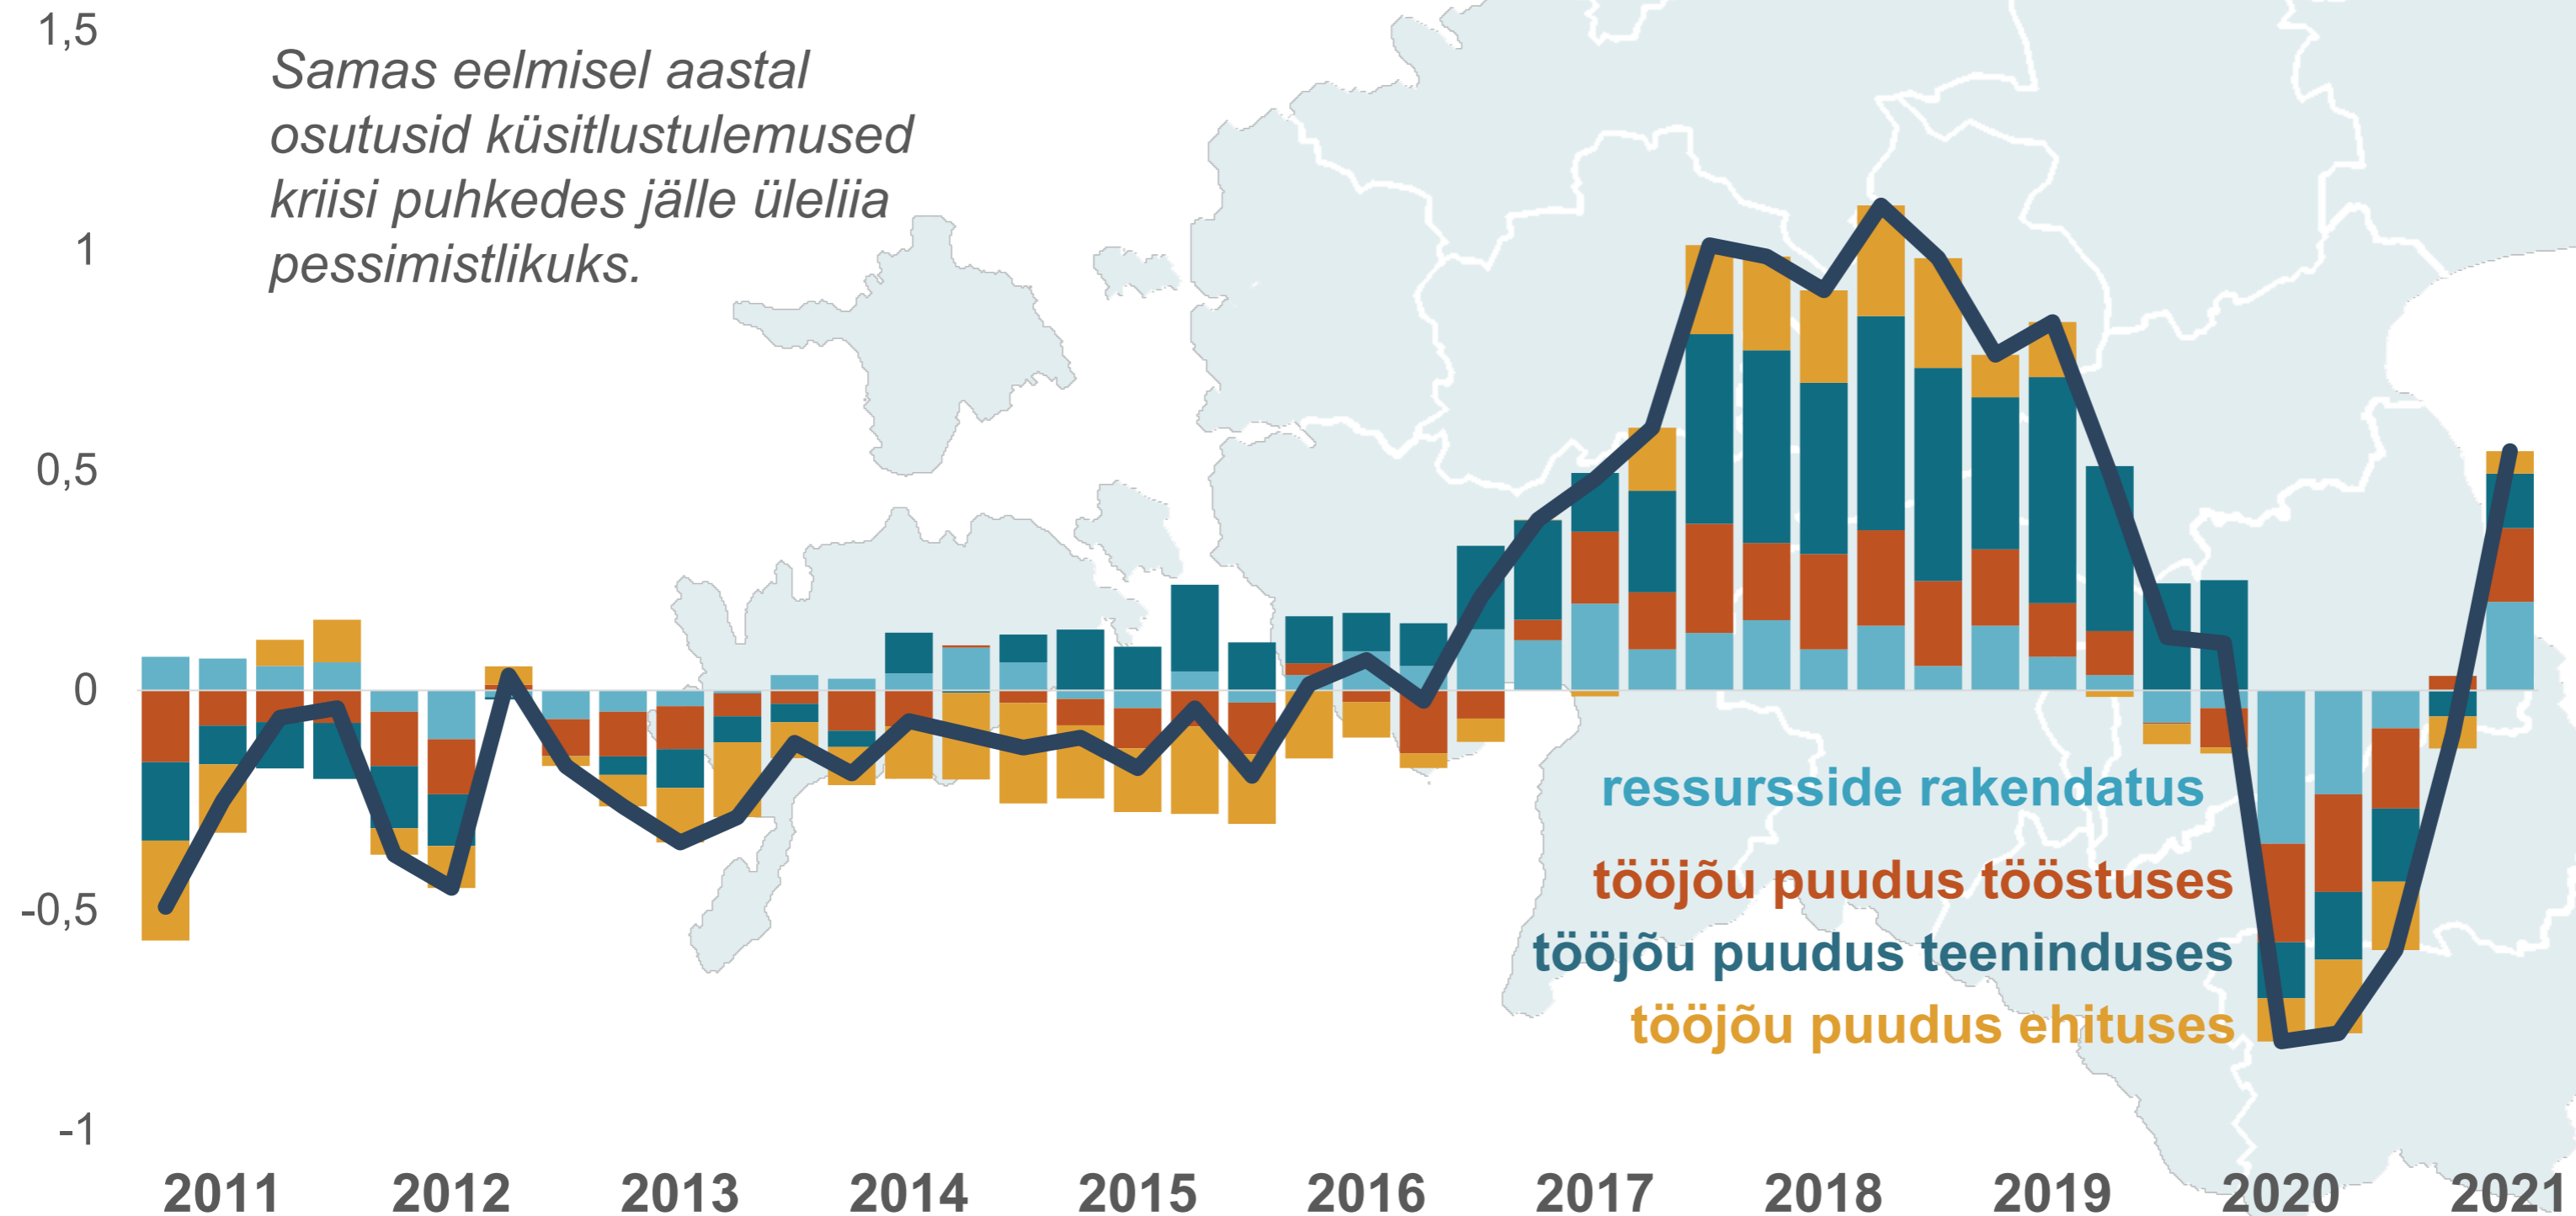 1,5
Samas eelmisel aastal
osutusid küsitlustulemused
kriisi puhkedes jälle üleliia
pessimistlikuks.
1
0,5
0
-0,5
-1
ressursside rakendatus
tööjõu puudus tööstuses
tööjõu puudus teeninduses
tööjõu puudus ehituses
2011 2012 2013 2014 2015 2016 2017 2018 2019 2020 2021